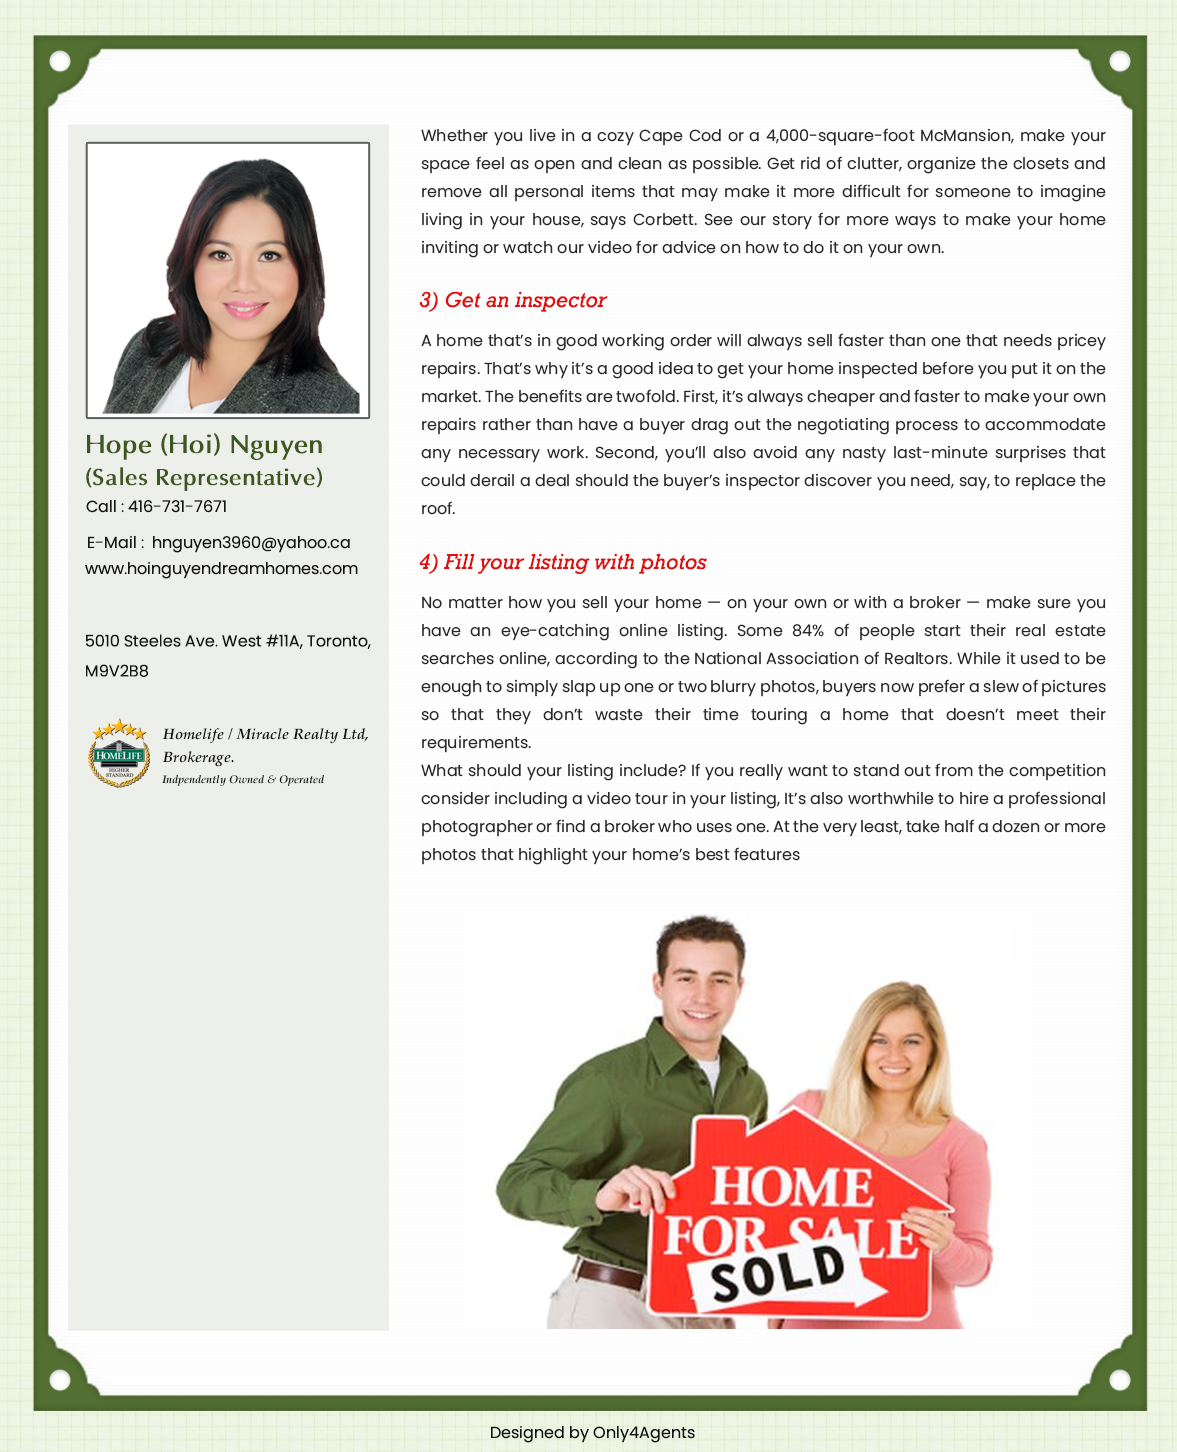 Hope (Hoi) Nguyen
(Sales Representative)
Call : 416-731-7671
E-Mail : hnguyen3960@yahoo.ca
www.hoinguyendreamhomes.com
5010 Steeles Ave. West #11A, Toronto,
M9V2B8
HOMELIFE
HIGHER
STANDARD
Homelife / Miracle Realty Ltd,
Brokerage.
Indpendently Owned & Operated
Whether you live in a cozy Cape Cod or a 4,000-square-foot McMansion, make your
space feel as open and clean as possible. Get rid of clutter, organize the closets and
remove all personal items that may make it more difficult for someone to imagine
living in your house, says Corbett. See our story for more ways to make your home
inviting or watch our video for advice on how to do it on your own.
3) Get an inspector
A home that’s in good working order will always sell faster than one that needs pricey
repairs. That’s why it’s a good idea to get your home inspected before you put it on the
market. The benefits are twofold. First, it’s always cheaper and faster to make your own
repairs rather than have a buyer drag out the negotiating process to accommodate
any necessary work. Second, you’ll also avoid any nasty last-minute surprises that
could derail a deal should the buyer’s inspector discover you need, say, to replace the
roof.
4) Fill your listing with photos
No matter how you sell your home — on your own or with a broker — make sure you
have an eye-catching online listing. Some 84% of people start their real estate
searches online, according to the National Association of Realtors. While it used to be
enough to simply slap up one or two blurry photos, buyers now prefer a slew of pictures
so that they don’t waste their time touring a home that doesn’t meet their
requirements.
What should your listing include? If you really want to stand out from the competition
consider including a video tour in your listing, It’s also worthwhile to hire a professional
photographer or find a broker who uses one. At the very least, take half a dozen or more
photos that highlight your home’s best features
HOME
FOR SALE
SOLD
Designed by Only4Agents